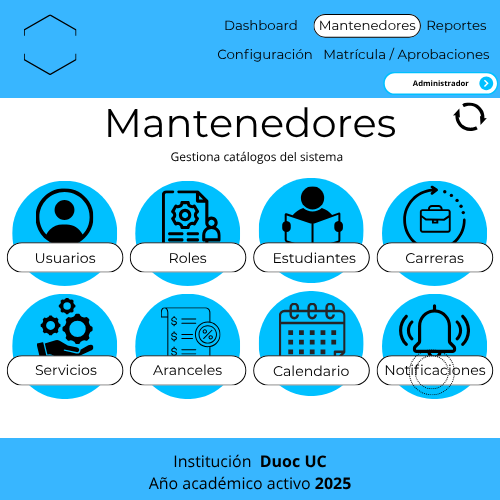 Dashboard Mantenedores Reportes
Configuración Matrícula / Aprobaciones
Administrador
Mantenedores
Gestiona catálogos del sistema
Usuarios Roles Estudiantes Carreras
$
$
$
%
Servicios Aranceles Calendario Notificaciones
Institución Duoc UC
Año académico activo 2025